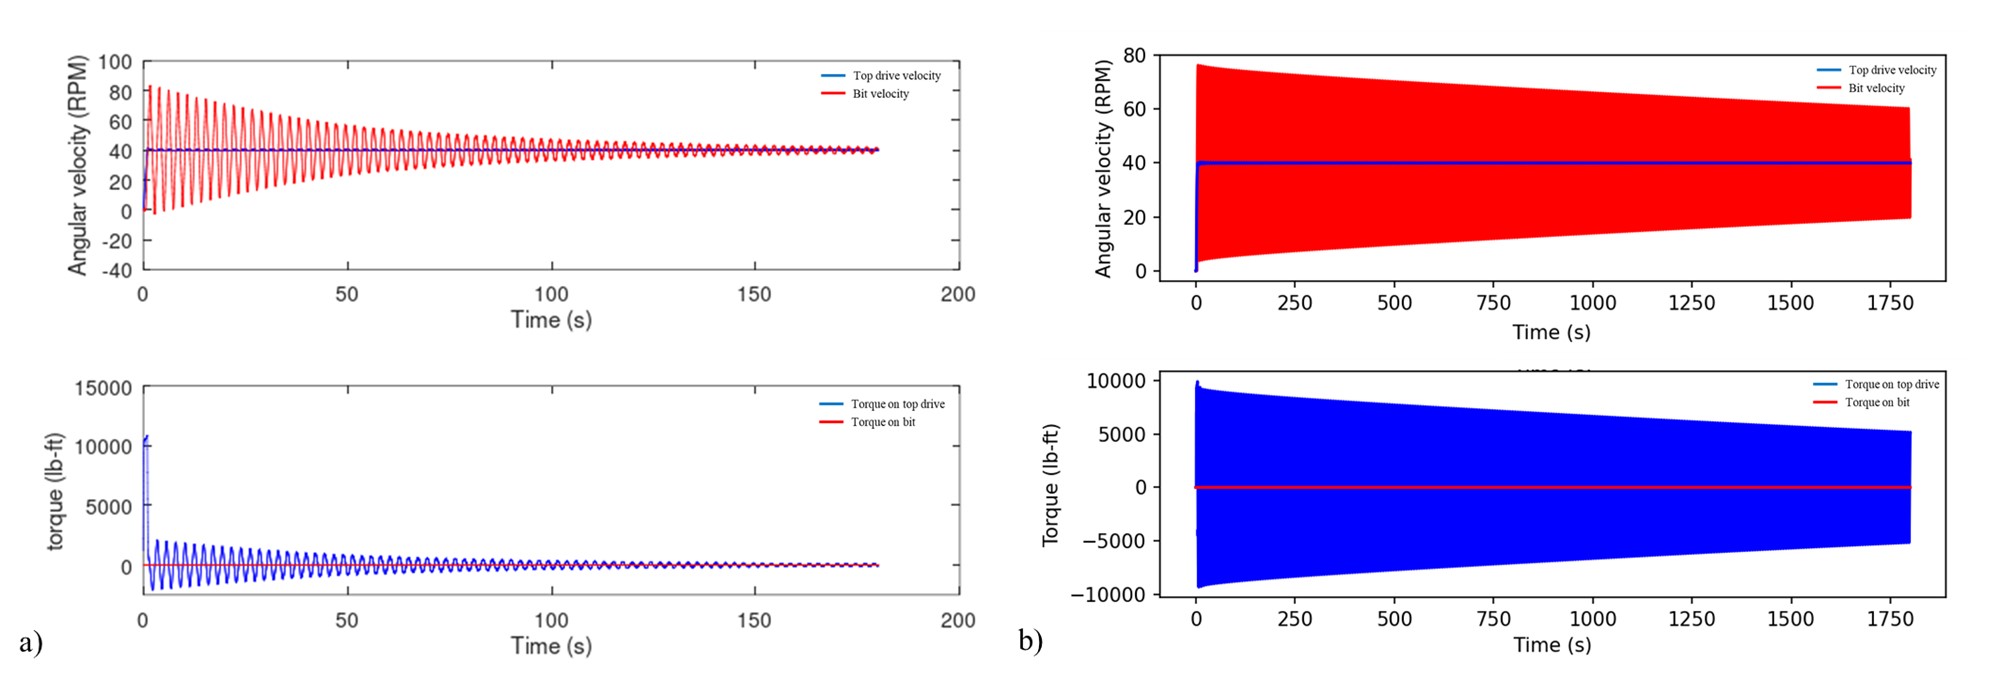 Angular velocity (RPM)
100
80
60
40
20
0
-20
-40
Top drive velocity
Bit velocity
0 50 100 150 200
Time (s)
torque (lb-ft)
15000
10000
5000
0
Torque on top drive
Torque on bit
0 50 100 150 200
Time (s)
a)
Angular velocity (RPM)
80
60
40
20
0
Top drive velocity
Bit velocity
0 250 500 750 1000 1250 1500 1750
Time (s)
Torque (lb-ft)
10000
5000
0
−5000
−10000
Torque on top drive
Torque on bit
0 250 500 750 1000 1250 1500 1750
Time (s)
b)